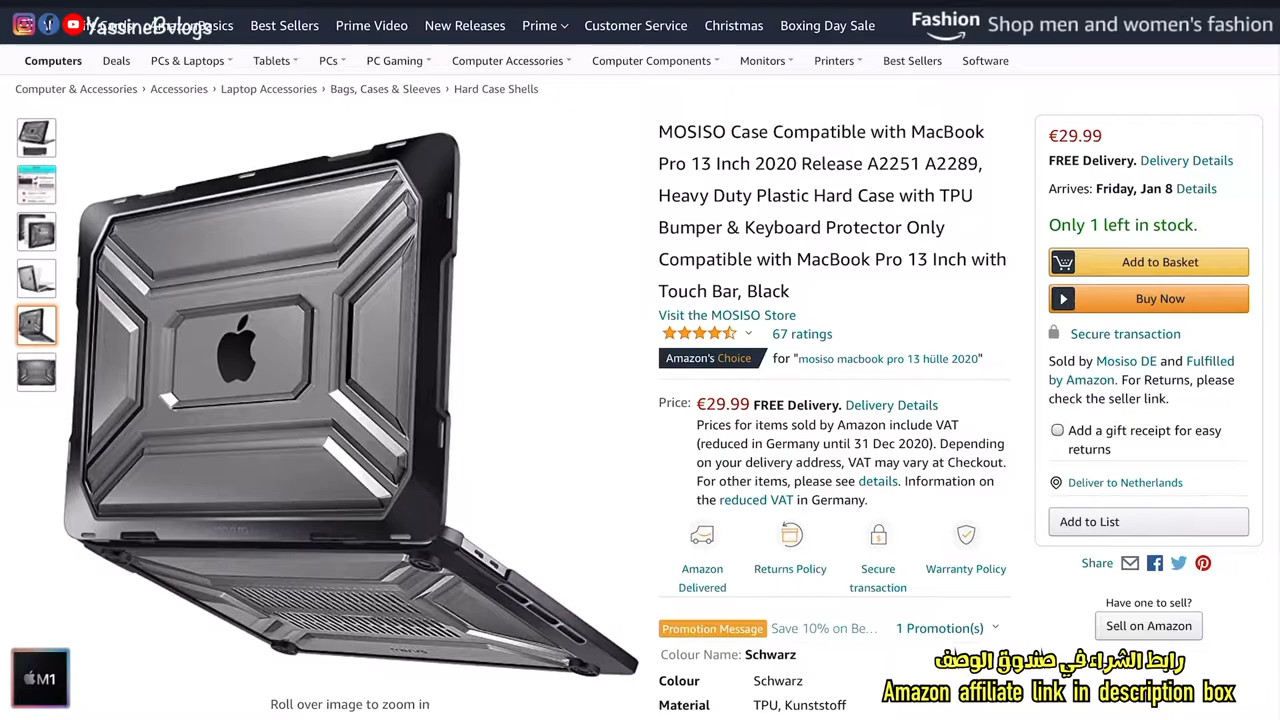 YassineBelogs
Basics
Best Sellers
Prime Video
New Releases
Prime
Customer Service
Christmas
Boxing Day Sale
Fashion
Shop men and women's fashion
Computers
Deals
PCs & Laptops
Tablets
PCs
PC Gaming
Computer Accessories
Computer Components
Monitors
Printers
Best Sellers
Software
Computer & Accessories › Accessories › Laptop Accessories › Bags, Cases & Sleeves › Hard Case Shells
MOSISO Case Compatible with MacBook
Pro 13 Inch 2020 Release A2251 A2289,
Heavy Duty Plastic Hard Case with TPU
Bumper & Keyboard Protector Only
Compatible with MacBook Pro 13 Inch with
Touch Bar, Black
Visit the MOSISO Store
67 ratings
Amazon's Choice for "mosiso macbook pro 13 hülle 2020"
Price: €29.99 FREE Delivery. Delivery Details
Prices for items sold by Amazon include VAT
(reduced in Germany until 31 Dec 2020). Depending
on your delivery address, VAT may vary at Checkout.
For other items, please see details. Information on
the reduced VAT in Germany.
Amazon
Delivered
Returns Policy
Secure
transaction
Warranty Policy
Promotion Message Save 10% on Be... 1 Promotion(s)
Colour Name: Schwarz
Colour Schwarz
Material TPU, Kunststoff
€29.99
FREE Delivery. Delivery Details
Arrives: Friday, Jan 8 Details
Only 1 left in stock.
Add to Basket
Buy Now
Secure transaction
Sold by Mosiso DE and Fulfilled
by Amazon. For Returns, please
check the seller link.
Add a gift receipt for easy
returns
Deliver to Netherlands
Add to List
Share
Have one to sell?
Sell on Amazon
M1
Roll over image to zoom in
رابط الشراء في صندوق الوصف
Amazon affiliate link in description box